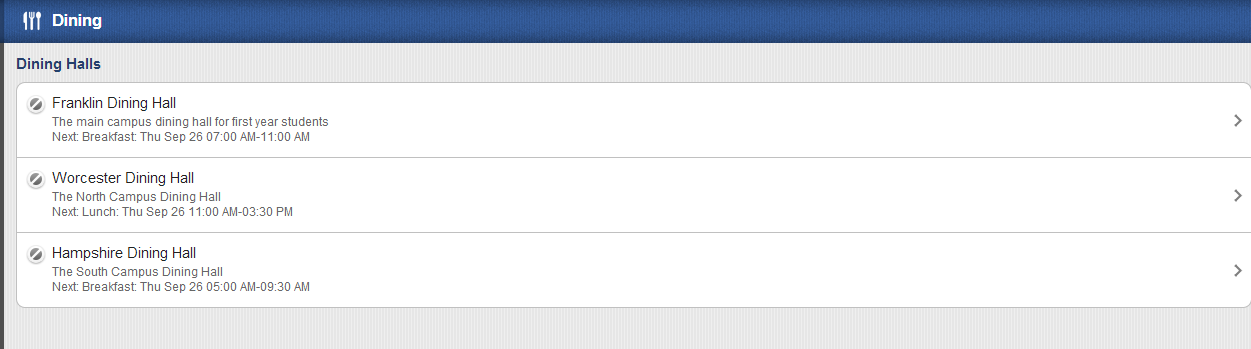 Dining
Dining Halls
Franklin Dining Hall
The main campus dining hall for first year students
Next: Breakfast: Thu Sep 26 07:00 AM-11:00 AM
Worcester Dining Hall
The North Campus Dining Hall
Next: Lunch: Thu Sep 26 11:00 AM-03:30 PM
Hampshire Dining Hall
The South Campus Dining Hall
Next: Breakfast: Thu Sep 26 05:00 AM-09:30 AM